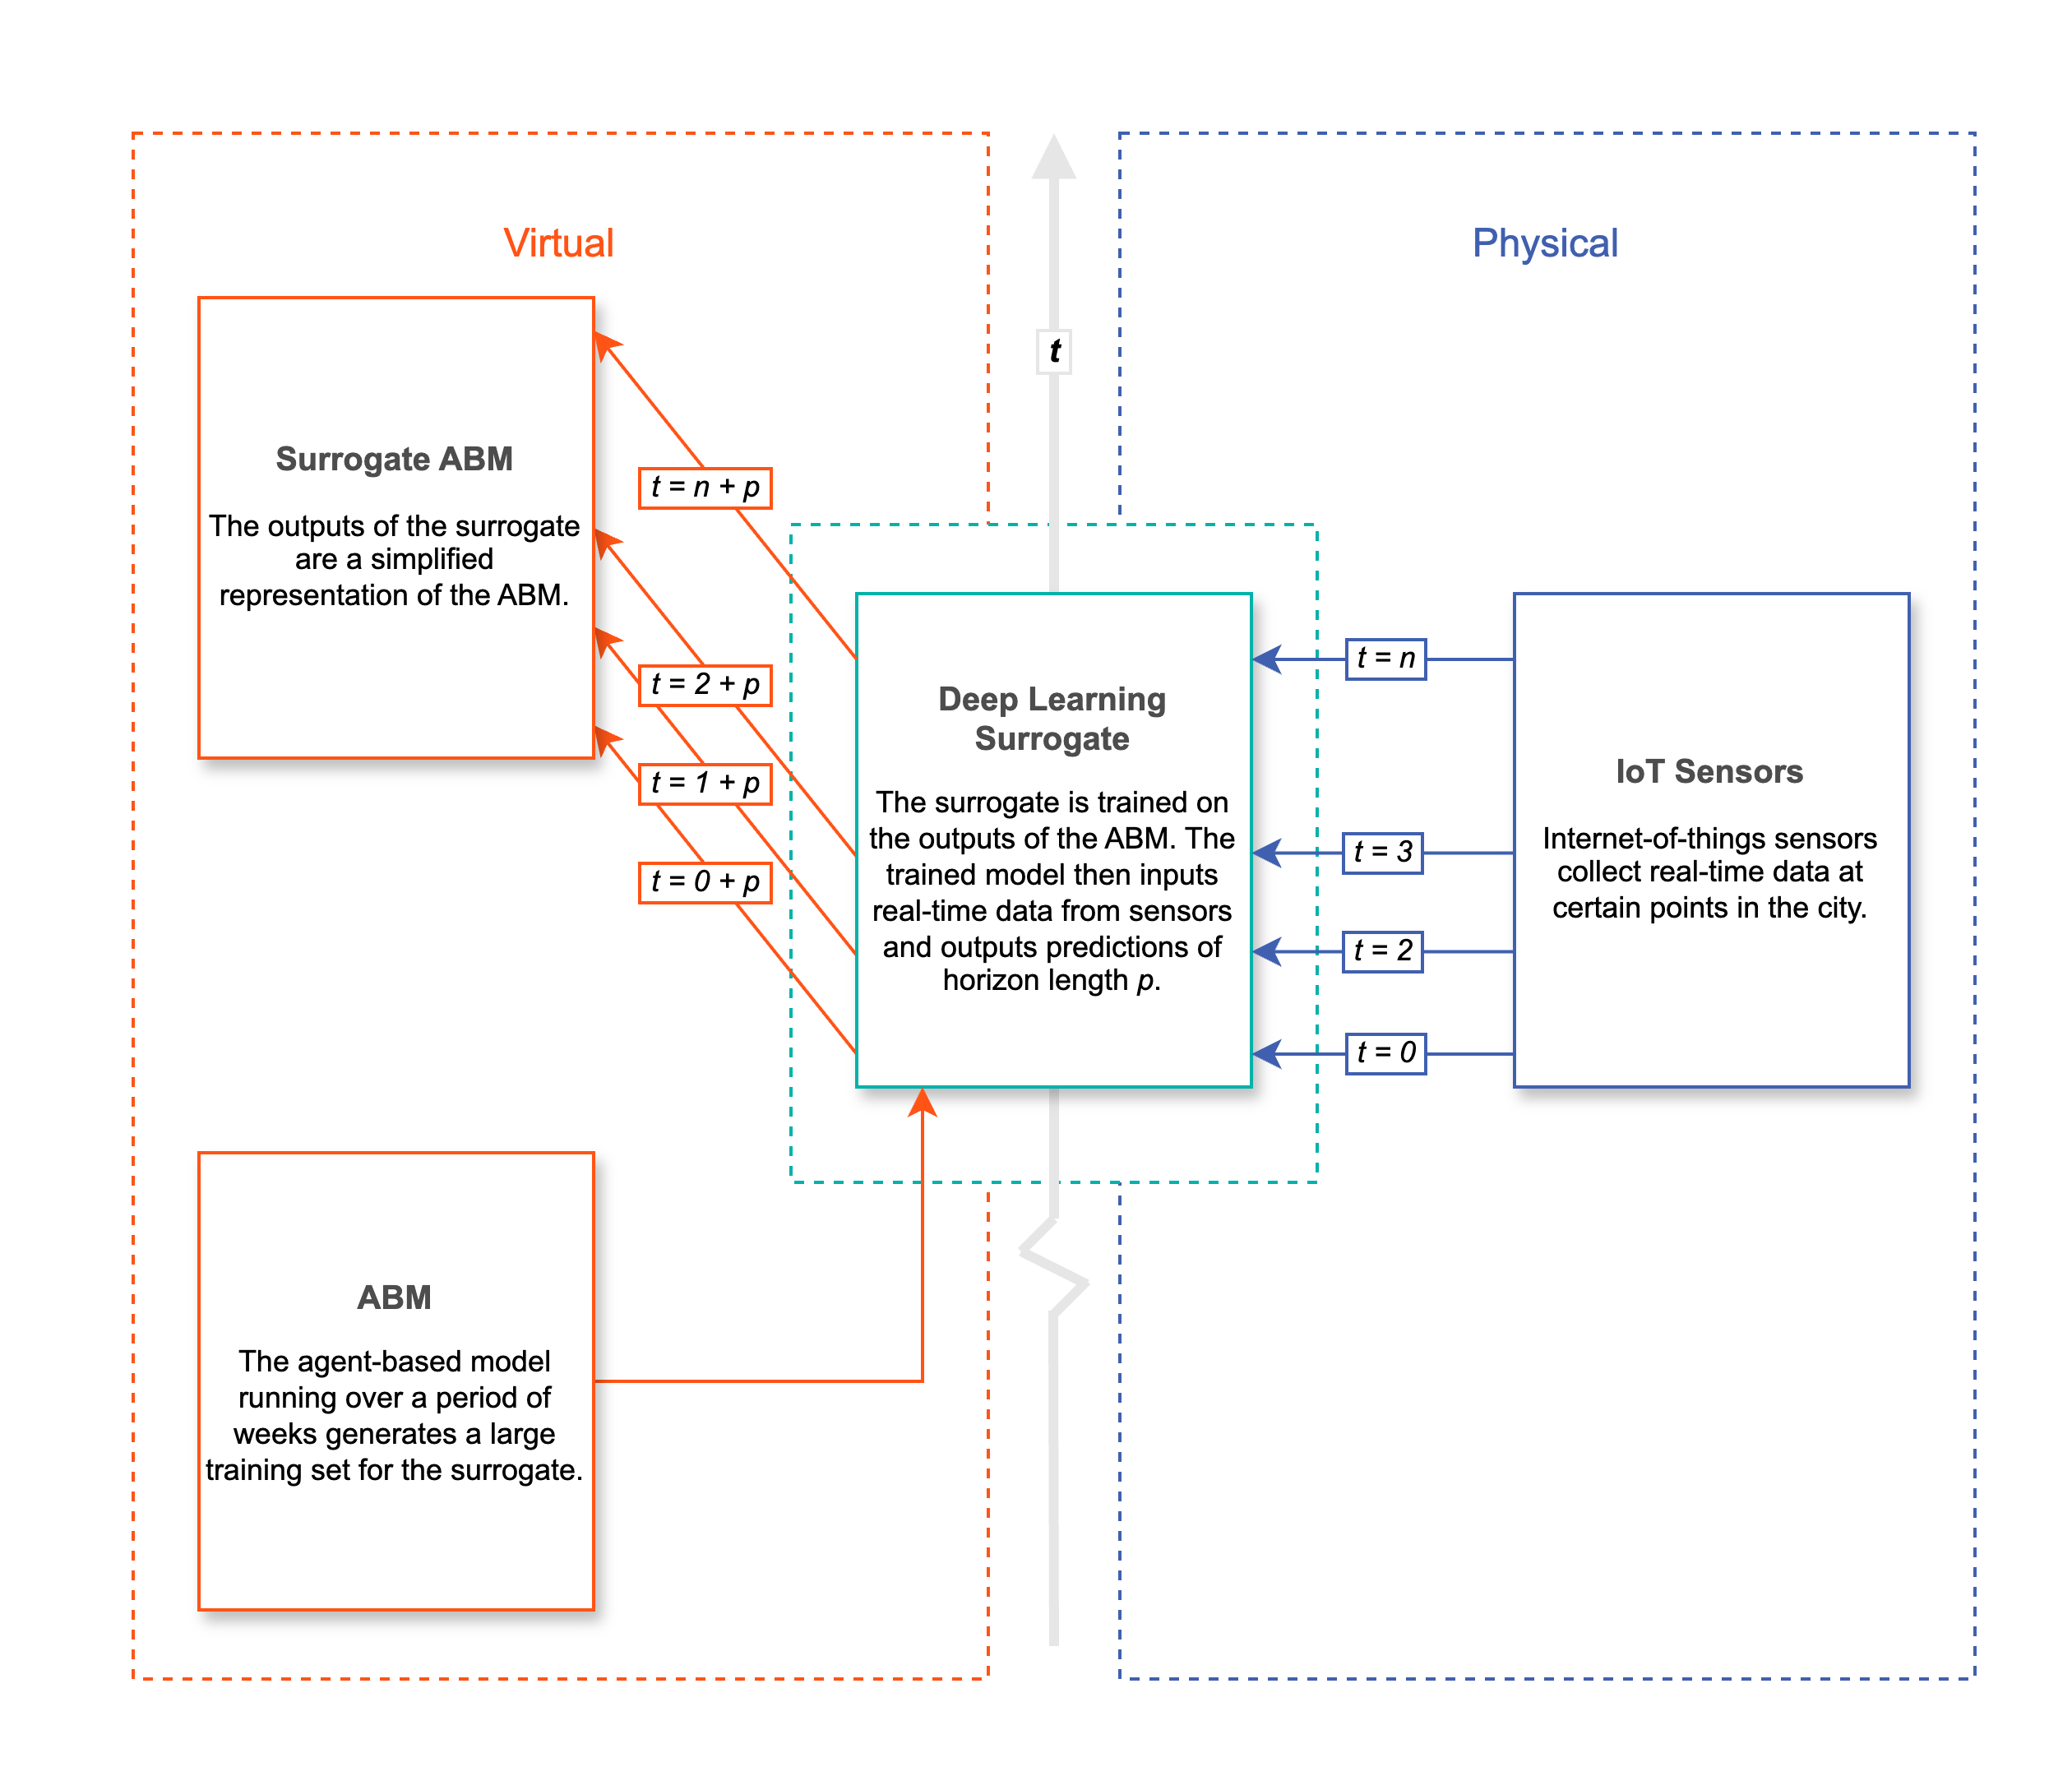 Virtual
Physical
t
Surrogate ABM
The outputs of the surrogate
are a simplified
representation of the ABM.
t = n + p
t = 2 + p
t = 1 + p
t = 0 + p
Deep Learning
Surrogate
The surrogate is trained on
the outputs of the ABM. The
trained model then inputs
real-time data from sensors
and outputs predictions of
horizon length p.
t = n
t = 3
t = 2
t = 0
IoT Sensors
Internet-of-things sensors
collect real-time data at
certain points in the city.
ABM
The agent-based model
running over a period of
weeks generates a large
training set for the surrogate.